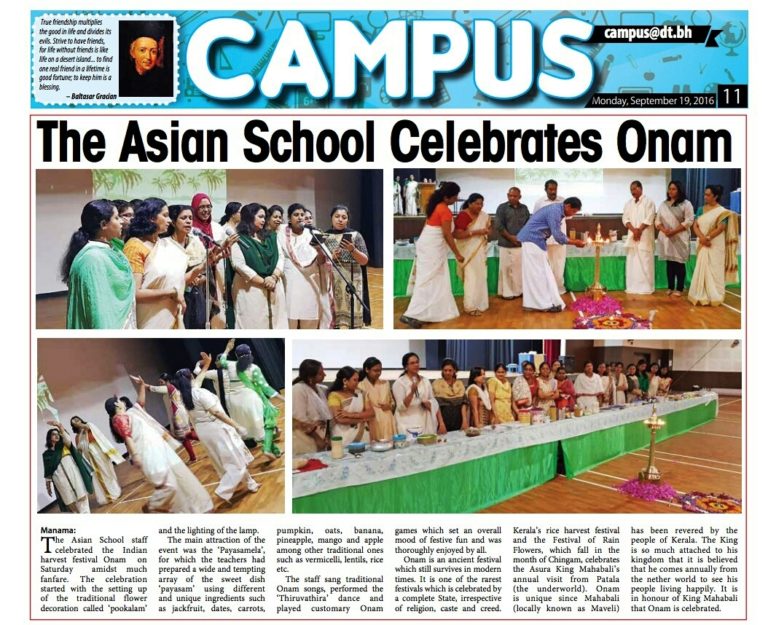 True friendship multiplies
the good in life and divides its
evils. Strive to have friends,
for life without friends is like
life on a desert island... to find
one real friend in a lifetime is
good fortune; to keep him is a
blessing.
– Baltasar Gracian
CAMPUS
campus@dt.bh
Monday, September 19, 2016 11
The Asian School Celebrates Onam
Manama:
The Asian School staff
celebrated the Indian
harvest festival Onam on
Saturday amidst much
fanfare. The celebration
started with the setting up
of the traditional flower
decoration called ‘pookalam’
and the lighting of the lamp.
The main attraction of the
event was the ‘Payasamela’,
for which the teachers had
prepared a wide and tempting
array of the sweet dish
‘payasam’ using different
and unique ingredients such
as jackfruit, dates, carrots,
pumpkin, oats, banana,
pineapple, mango and apple
among other traditional ones
such as vermicelli, lentils, rice
etc.
The staff sang traditional
Onam songs, performed the
‘Thiruvathira’ dance and
played customary Onam
games which set an overall
mood of festive fun and was
thoroughly enjoyed by all.
Onam is an ancient festival
which still survives in modern
times. It is one of the rarest
festivals which is celebrated by
a complete State, irrespective
of religion, caste and creed.
Kerala’s rice harvest festival
and the Festival of Rain
Flowers, which fall in the
month of Chingam, celebrates
the Asura King Mahabali’s
annual visit from Patala
(the underworld). Onam
is unique since Mahabali
(locally known as Maveli)
has been revered by the
people of Kerala. The King
is so much attached to his
kingdom that it is believed
that he comes annually from
the nether world to see his
people living happily. It is
in honour of King Mahabali
that Onam is celebrated.